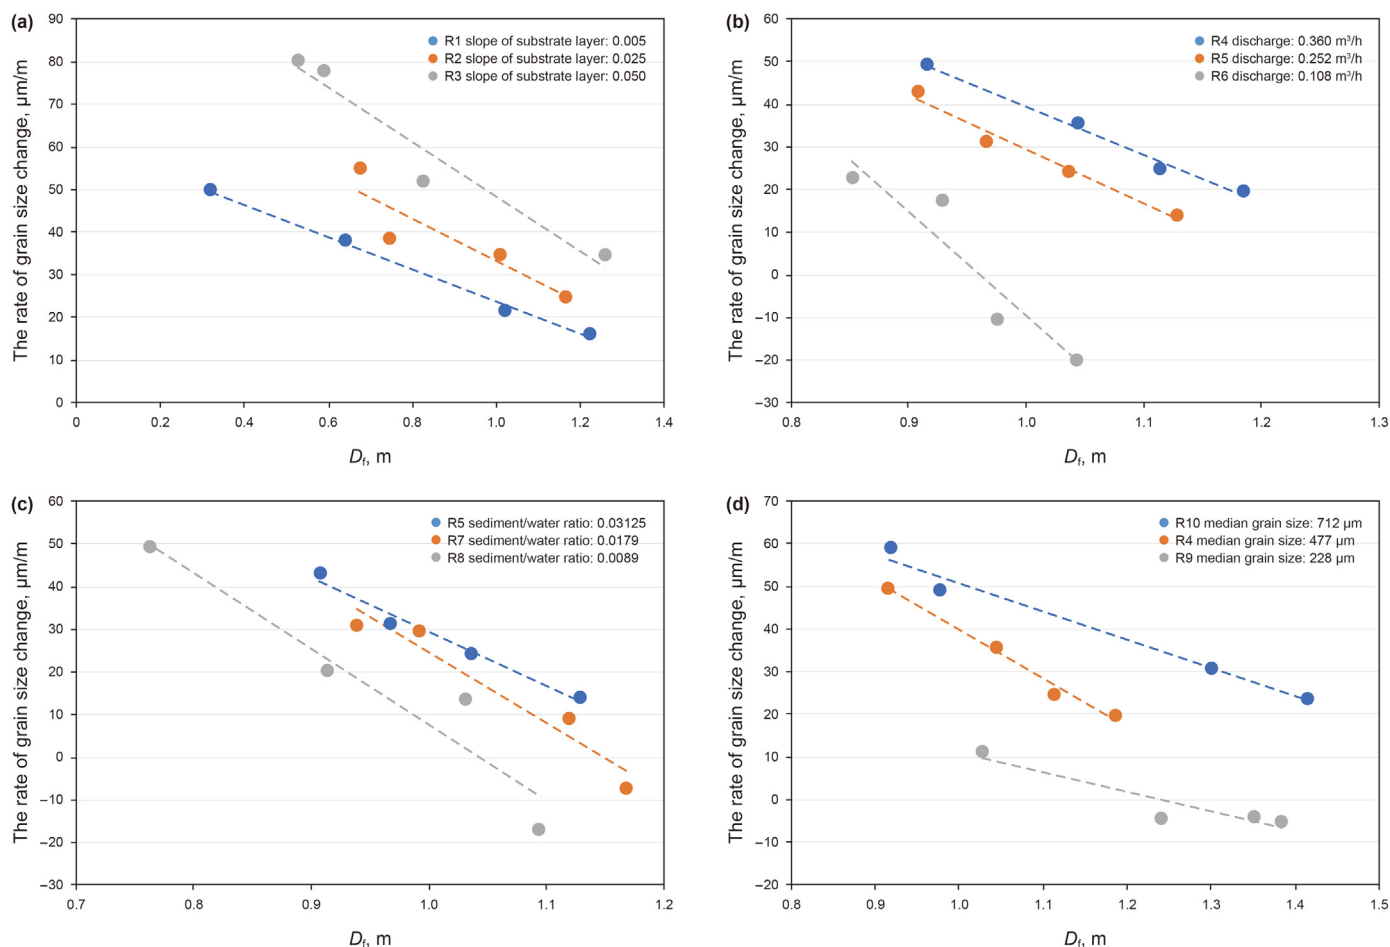 (a)
The rate of grain size change, μm/m
90
80
70
60
50
40
30
20
10
0
R1 slope of substrate layer: 0.005
R2 slope of substrate layer: 0.025
R3 slope of substrate layer: 0.050
0 0.2 0.4 0.6 0.8 1.0 1.2 1.4
Df, m
(b)
The rate of grain size change, μm/m
60
50
40
30
20
10
0
–10
–20
–30
R4 discharge: 0.360 m³/h
R5 discharge: 0.252 m³/h
R6 discharge: 0.108 m³/h
0.8 0.9 1.0 1.1 1.2 1.3
Df, m
(c)
The rate of grain size change, μm/m
60
50
40
30
20
10
0
–10
–20
–30
R5 sediment/water ratio: 0.03125
R7 sediment/water ratio: 0.0179
R8 sediment/water ratio: 0.0089
0.7 0.8 0.9 1.0 1.1 1.2
Df, m
(d)
The rate of grain size change, μm/m
70
60
50
40
30
20
10
0
–10
–20
R10 median grain size: 712 μm
R4 median grain size: 477 μm
R9 median grain size: 228 μm
0.8 0.9 1.0 1.1 1.2 1.3 1.4 1.5
Df, m